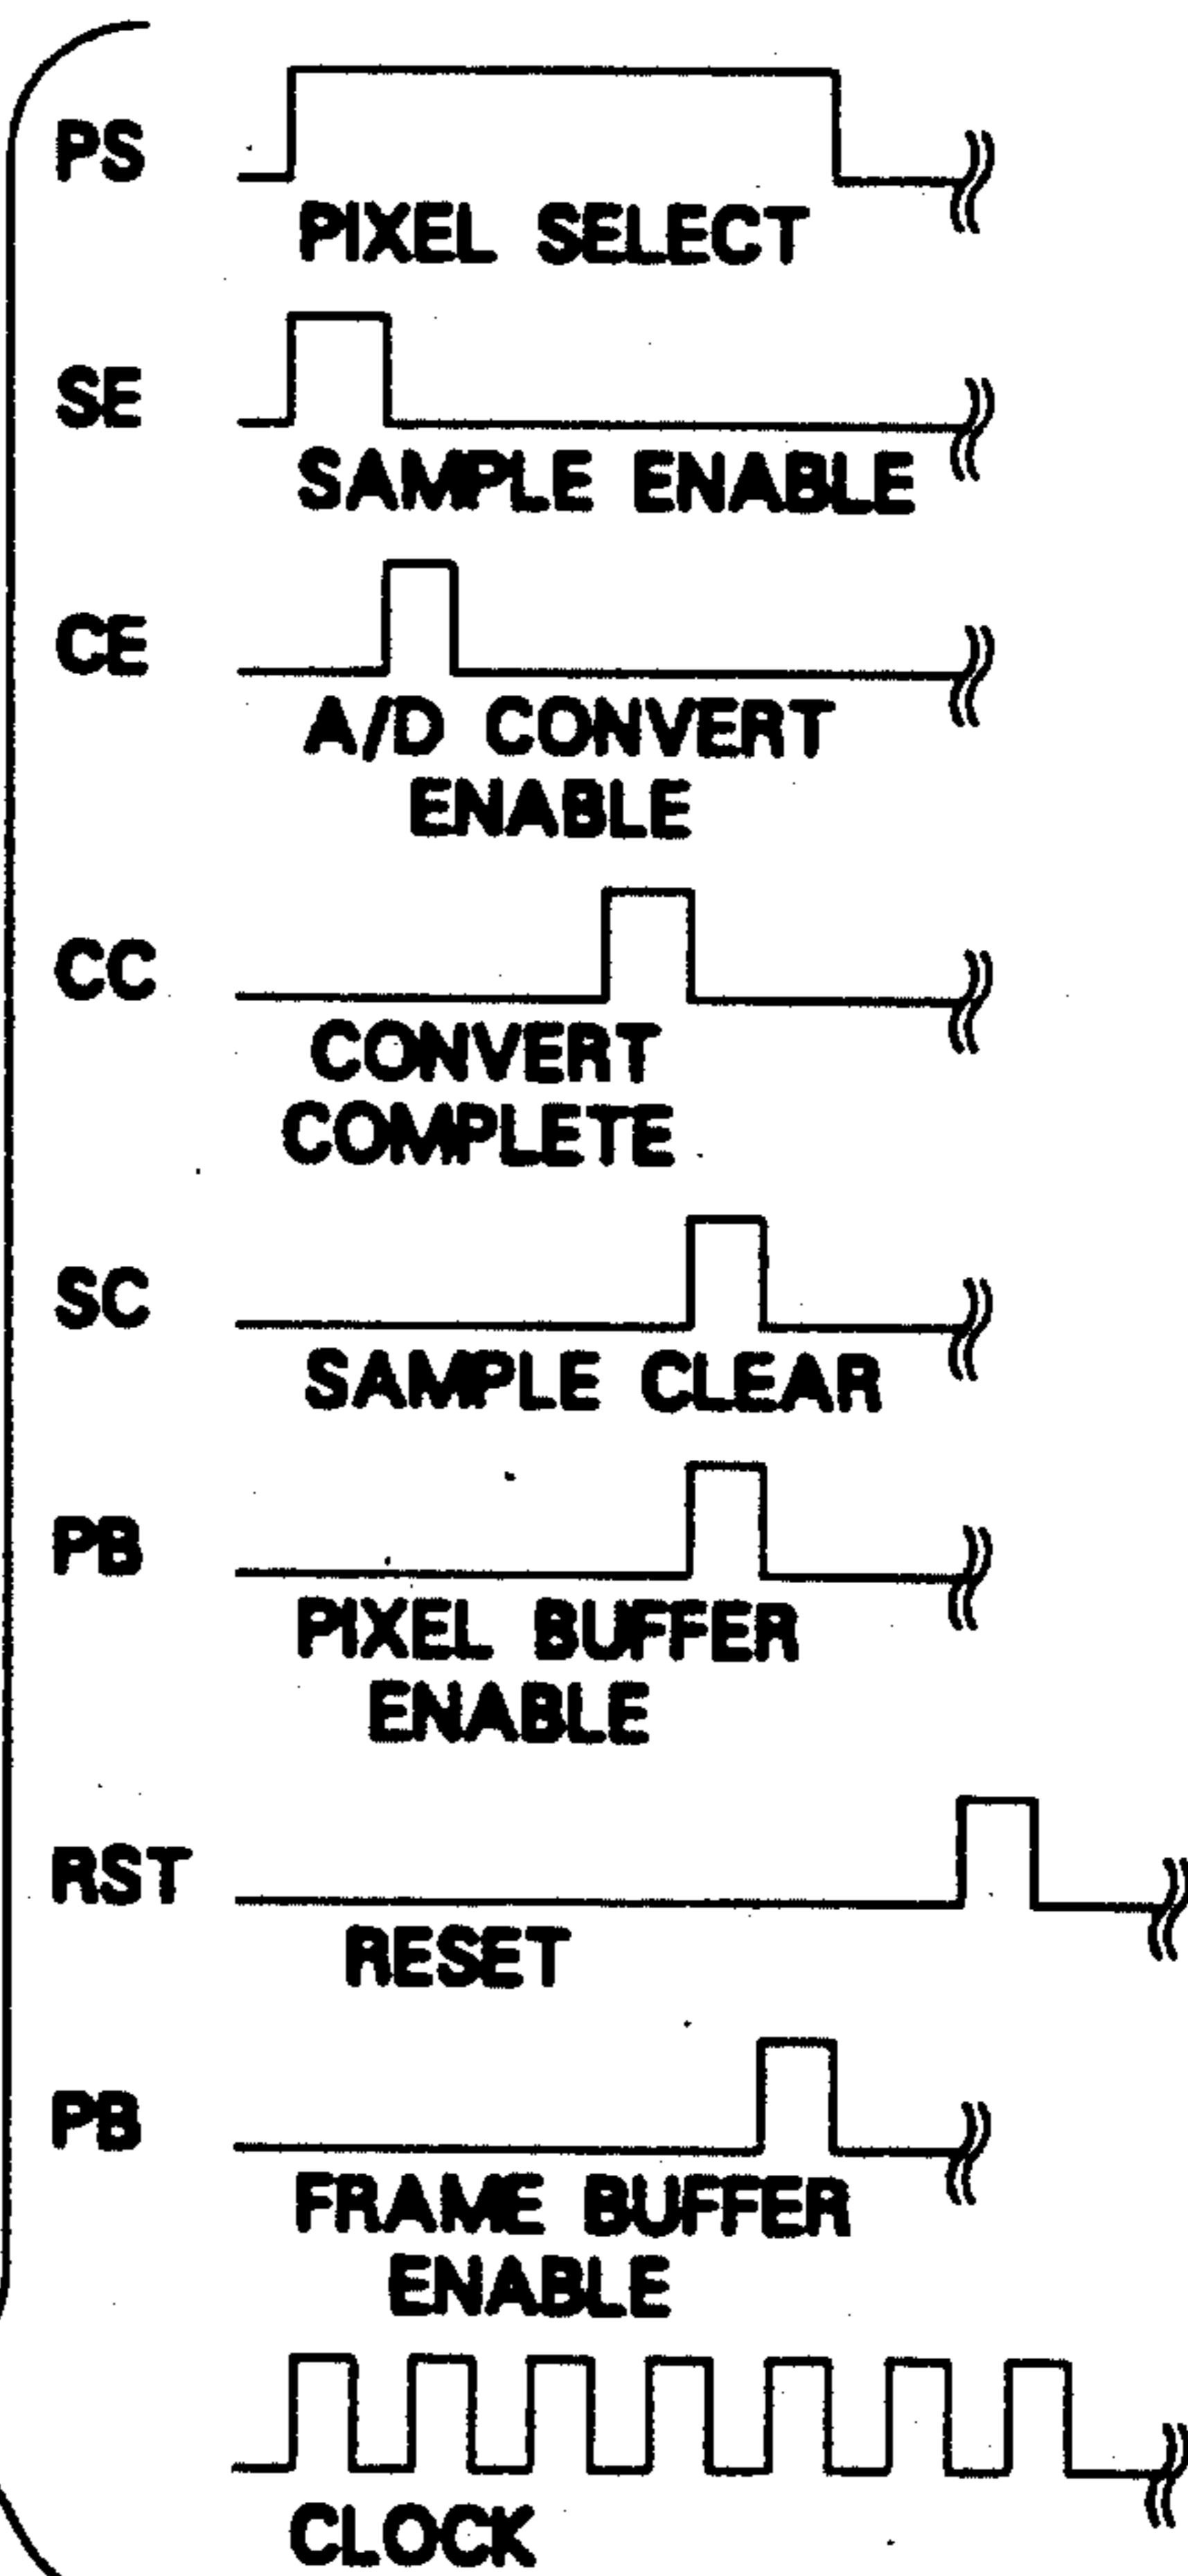 PS
PIXEL SELECT
SE
SAMPLE ENABLE
CE
A/D CONVERT
ENABLE
CC
CONVERT
COMPLETE
SC
SAMPLE CLEAR
PB
PIXEL BUFFER
ENABLE
RST
RESET
PB
FRAME BUFFER
ENABLE
CLOCK